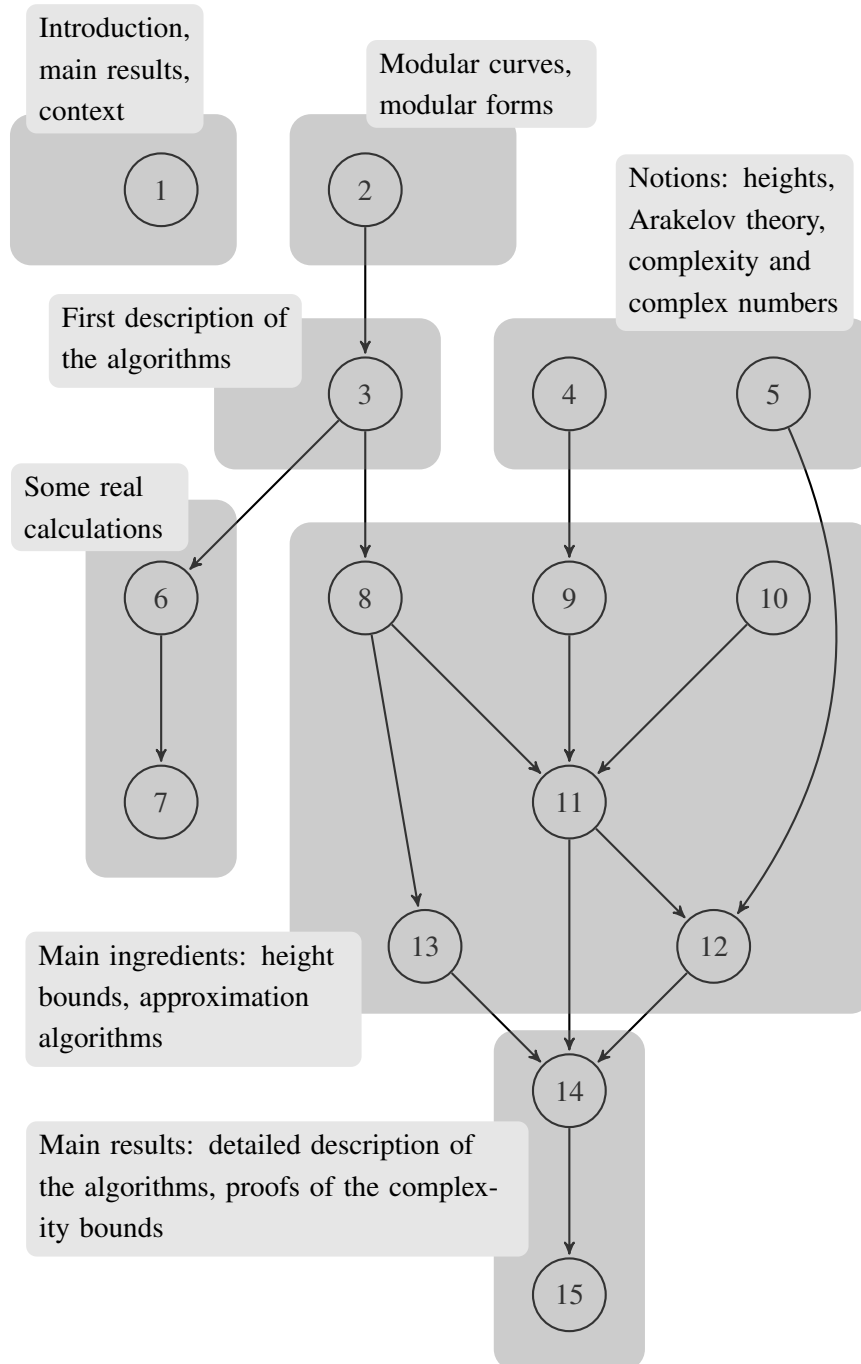 Introduction,
main results,
context
Modular curves,
modular forms
1
2
Notions: heights,
Arakelov theory,
complexity and
complex numbers
First description of
the algorithms
3
4
5
Some real
calculations
6
8
9
10
7
11
13
12
Main ingredients: height
bounds, approximation
algorithms
14
Main results: detailed description of
the algorithms, proofs of the complex-
ity bounds
15